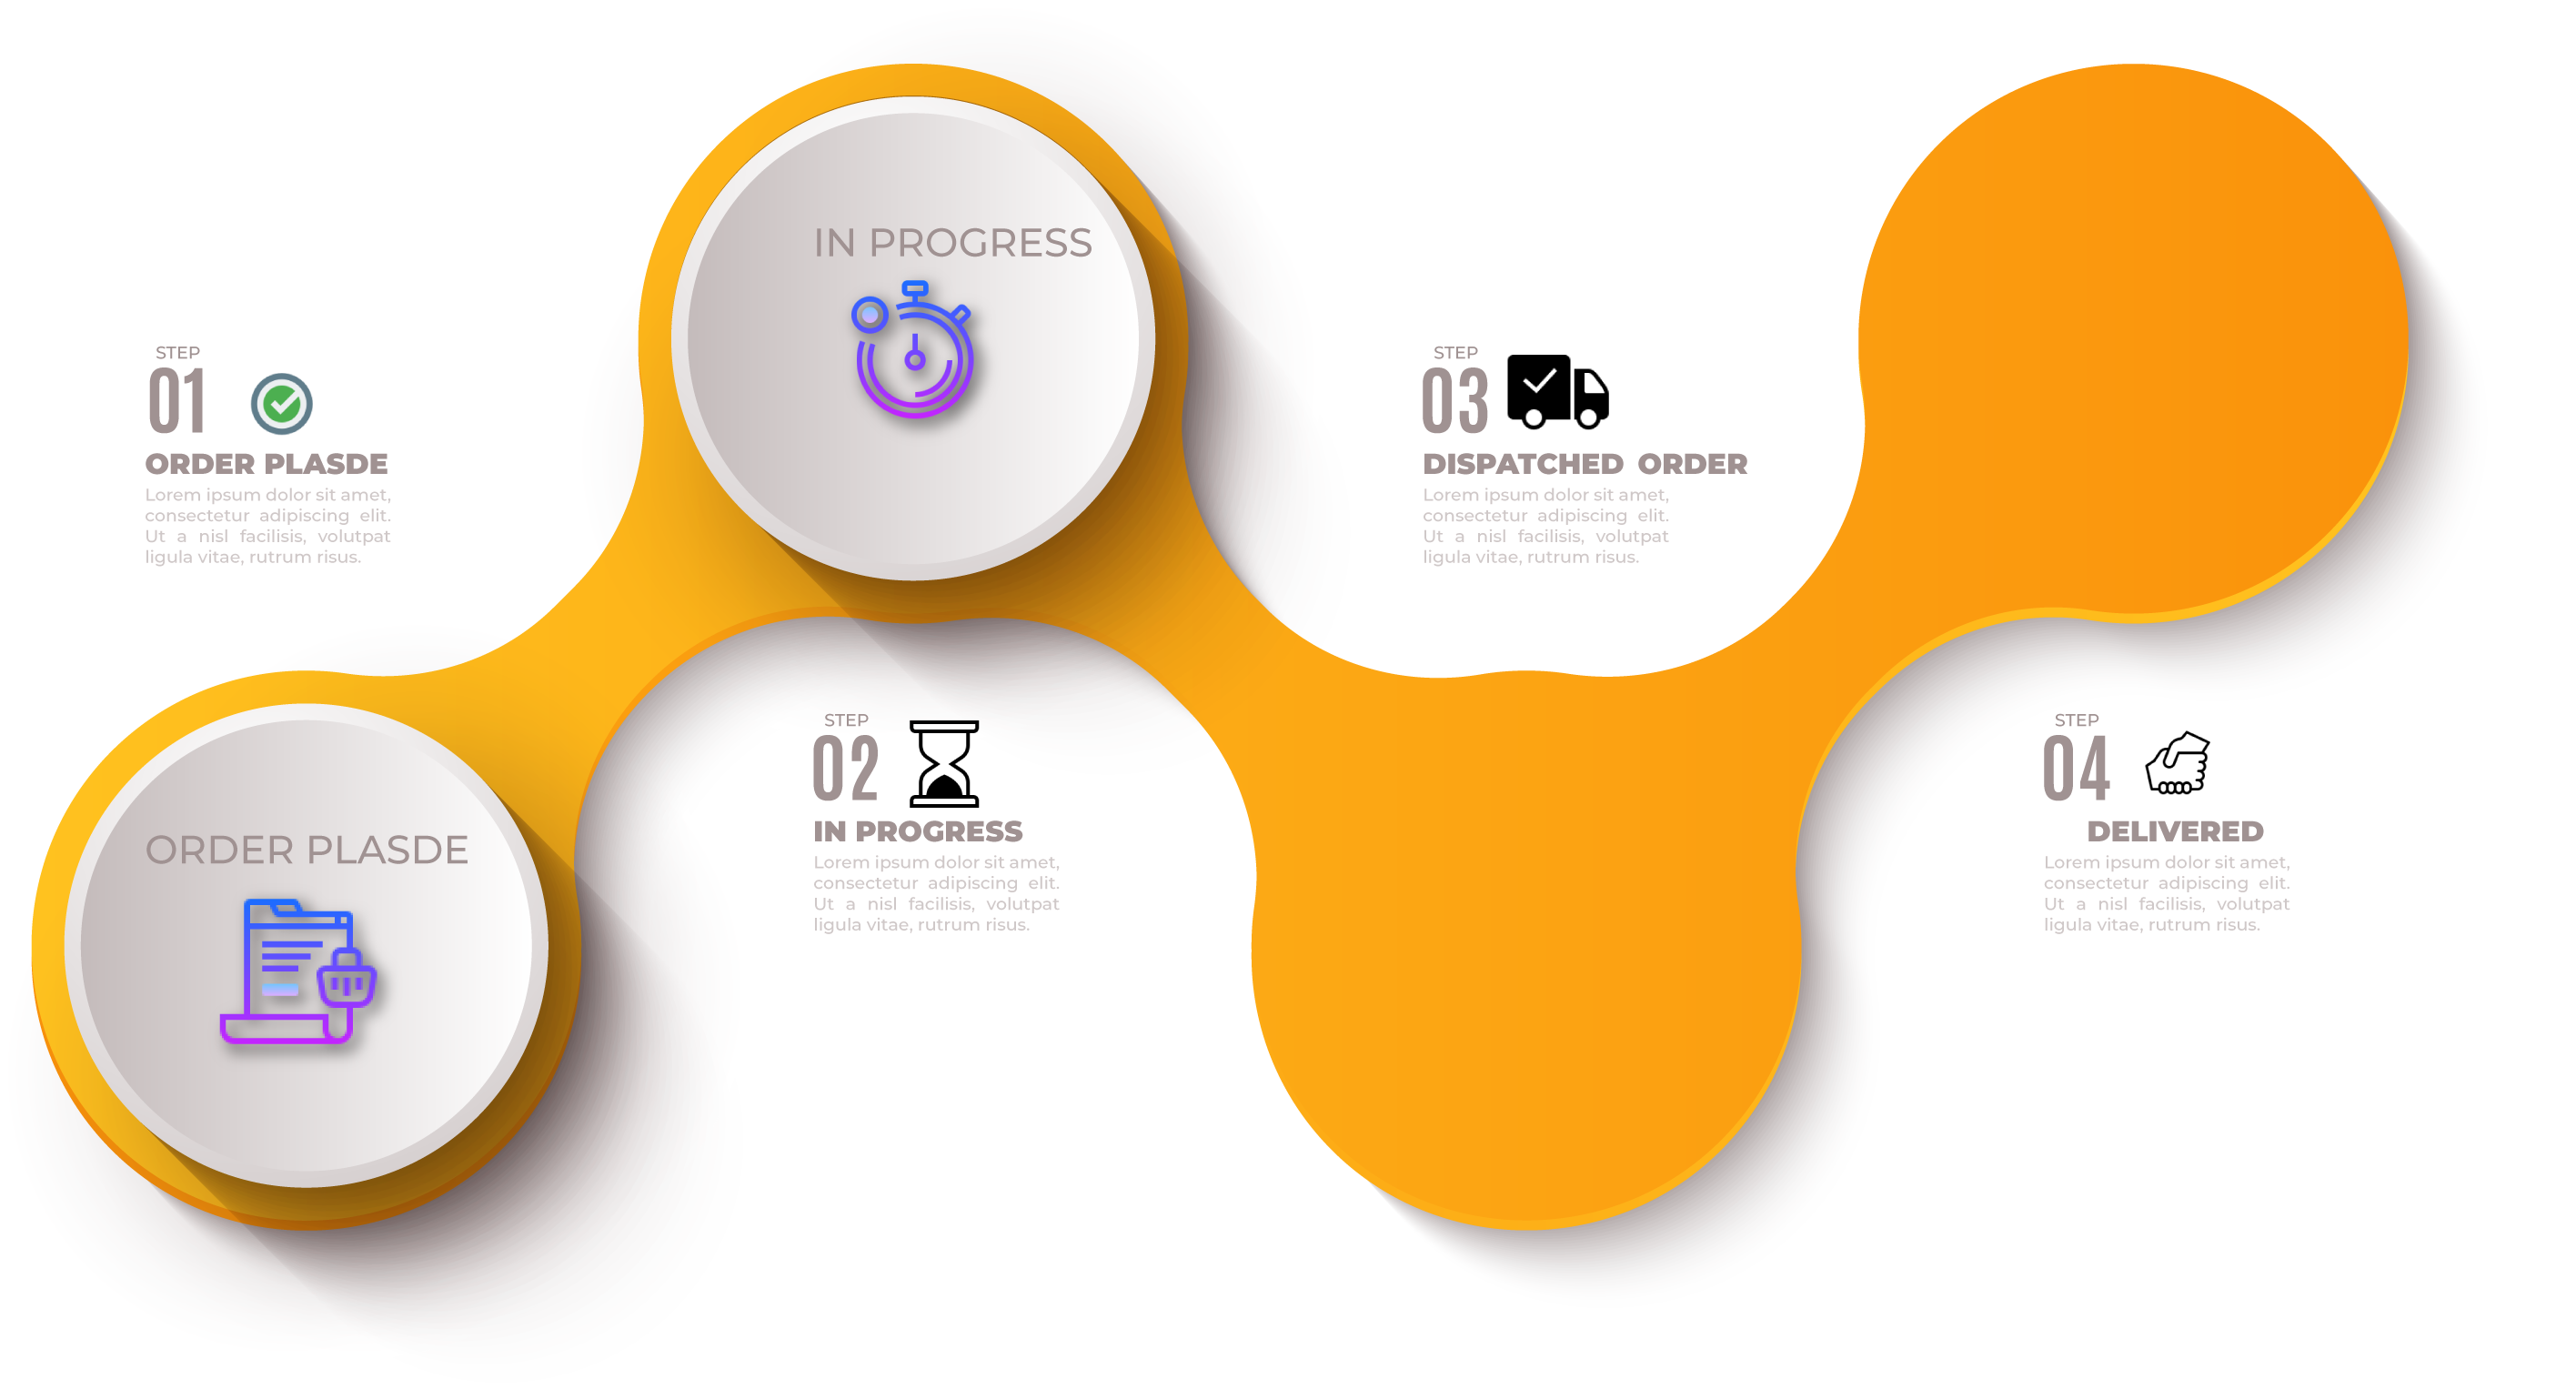 IN PROGRESS
STEP
01
ORDER PLASDE
Lorem ipsum dolor sit amet,
consectetur adipiscing elit.
Ut a nisl facilisis, volutpat
ligula vitae, rutrum risus.
STEP
03
DISPATCHED ORDER
Lorem ipsum dolor sit amet,
consectetur adipiscing elit.
Ut a nisl facilisis, volutpat
ligula vitae, rutrum risus.
ORDER PLASDE
STEP
02
IN PROGRESS
Lorem ipsum dolor sit amet,
consectetur adipiscing elit.
Ut a nisl facilisis, volutpat
ligula vitae, rutrum risus.
STEP
04
DELIVERED
Lorem ipsum dolor sit amet,
consectetur adipiscing elit.
Ut a nisl facilisis, volutpat
ligula vitae, rutrum risus.